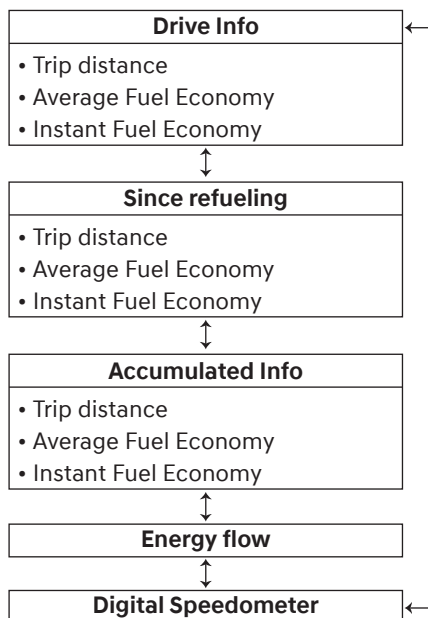 Drive Info
• Trip distance
• Average Fuel Economy
• Instant Fuel Economy
Since refueling
• Trip distance
• Average Fuel Economy
• Instant Fuel Economy
Accumulated Info
• Trip distance
• Average Fuel Economy
• Instant Fuel Economy
Energy flow
Digital Speedometer